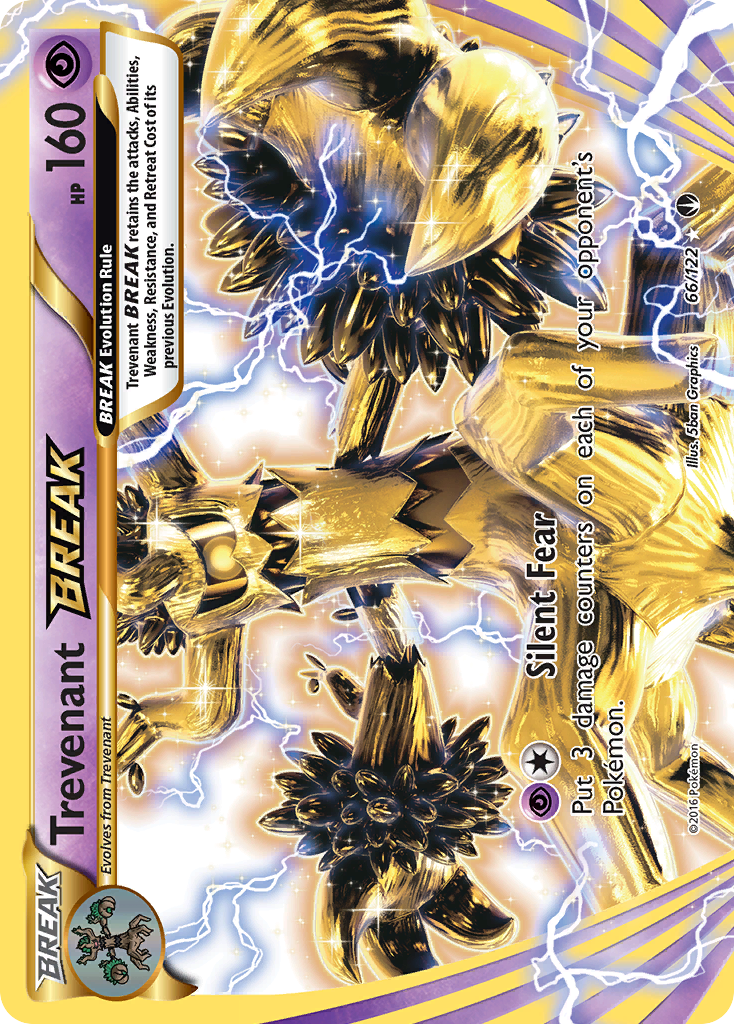 BREAK
Trevenant BREAK
HP 160
Evolves from Trevenant
BREAK Evolution Rule
Trevenant BREAK retains the attacks, Abilities,
Weakness, Resistance, and Retreat Cost of its
previous Evolution.
Silent Fear
Put 3 damage counters on each of your opponent's
Pokémon.
Illus. 5ban Graphics
©2016 Pokémon
66/122 ★